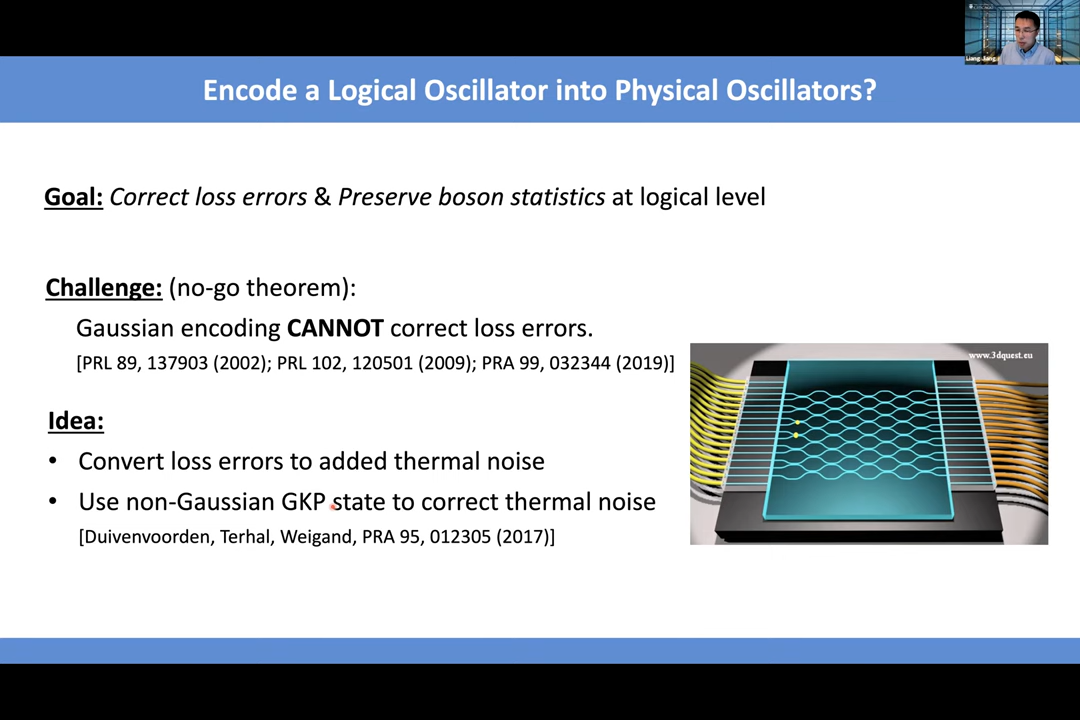 Encode a Logical Oscillator into Physical Oscillators?
Goal: Correct loss errors & Preserve boson statistics at logical level
Challenge: (no-go theorem):
Gaussian encoding CANNOT correct loss errors.
[PRL 89, 137903 (2002); PRL 102, 120501 (2009); PRA 99, 032344 (2019)]
www.3dquest.eu
Idea:
• Convert loss errors to added thermal noise
• Use non-Gaussian GKP state to correct thermal noise
[Duivenvoorden, Terhal, Weigand, PRA 95, 012305 (2017)]
Liang Jiang